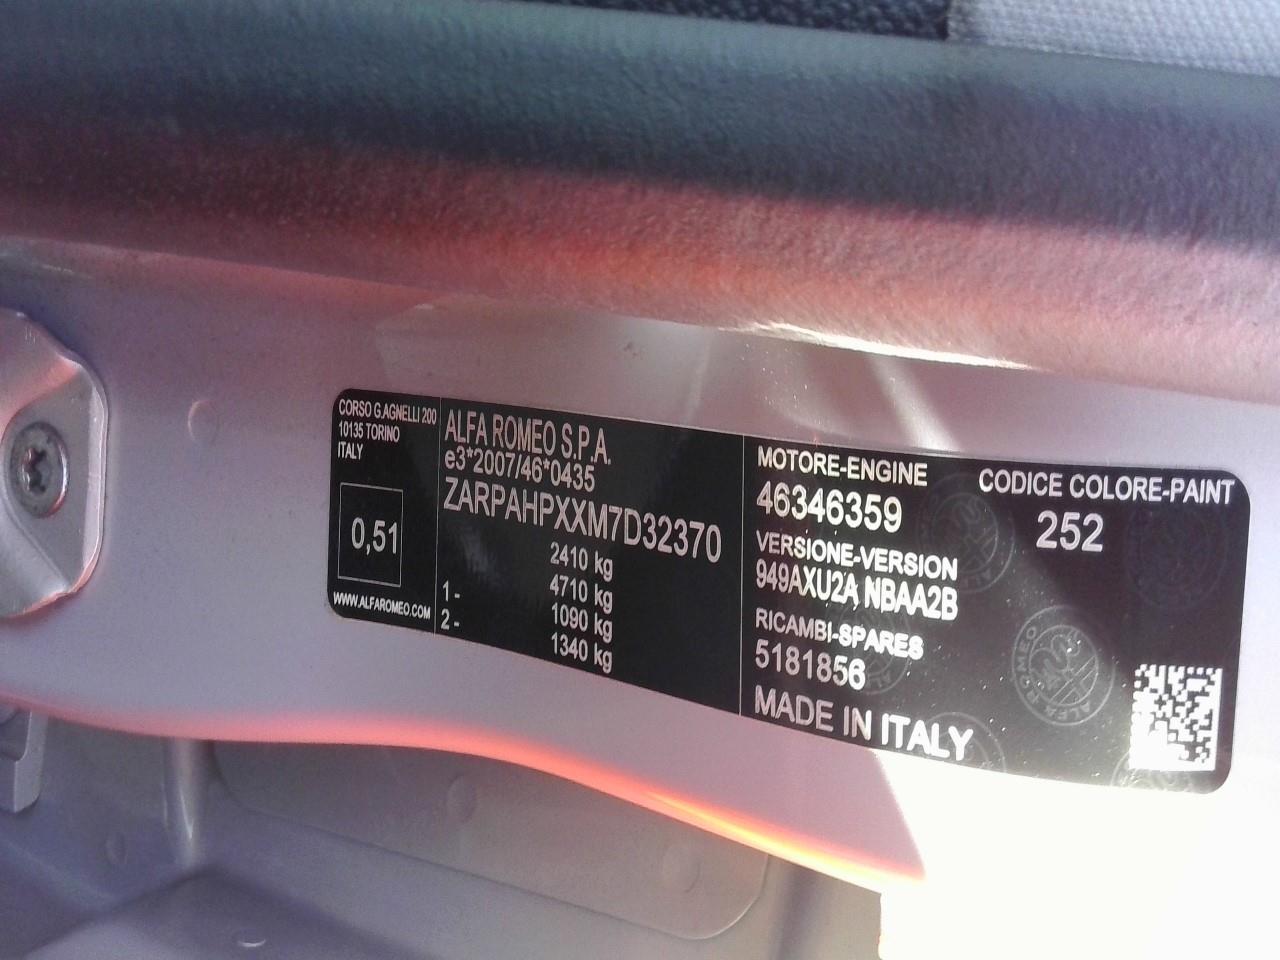 CORSO G.AGNELLI 200
10135 TORINO
ITALY
0,51
WWW.ALFAROMEO.COM
ALFA ROMEO S.P.A.
e3*2007/46*0435
ZARPAHPXXM7D32370
2410 kg
4710 kg
1- 1090 kg
2- 1340 kg
MOTORE-ENGINE
46346359
VERSIONE-VERSION
949AXU2A NBAA2B
RICAMBI-SPARES
5181856
MADE IN ITALY
CODICE COLORE-PAINT
252
ALFA ROMEO